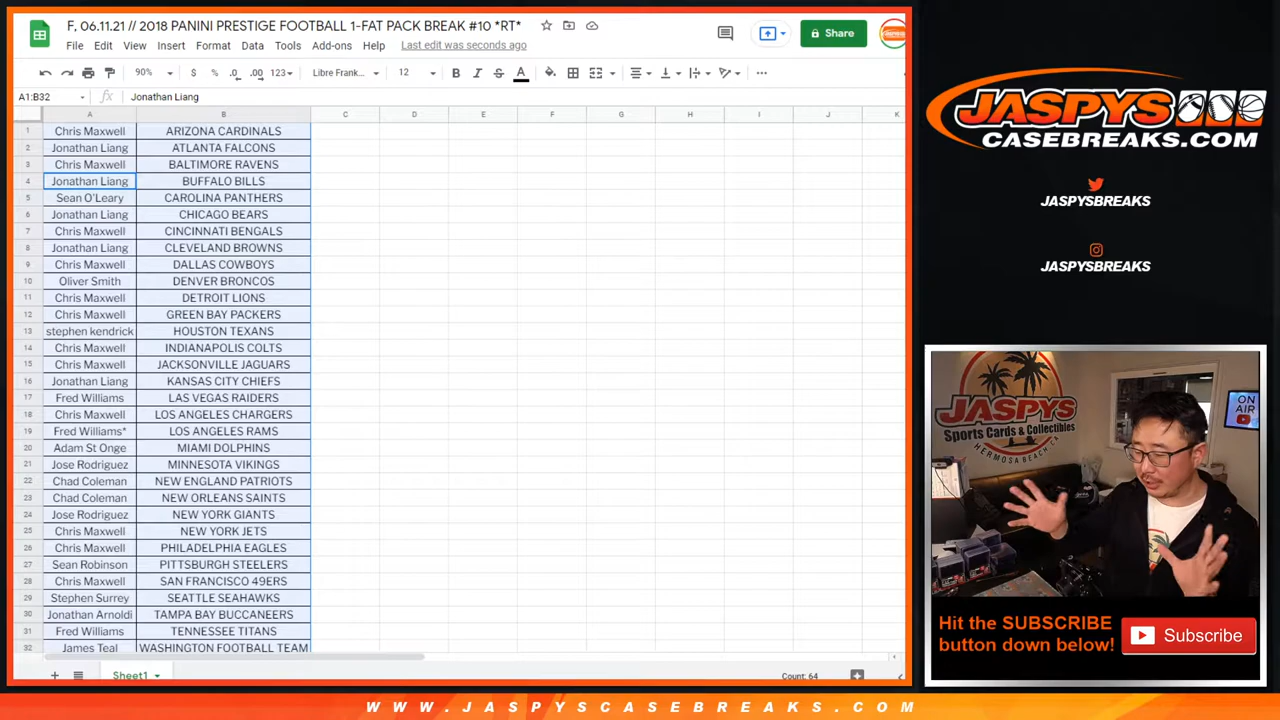 F, 06.11.21 // 2018 PANINI PRESTIGE FOOTBALL 1-FAT PACK BREAK #10 *RT*
File Edit View Insert Format Data Tools Add-ons Help Last edit was seconds ago
Share
90% $ % .0 .00 123 Libre Frank... 12 B I S A
A1:B32 fx Jonathan Liang
A B C D E F G H I J K
1 Chris Maxwell ARIZONA CARDINALS
2 Jonathan Liang ATLANTA FALCONS
3 Chris Maxwell BALTIMORE RAVENS
4 Jonathan Liang BUFFALO BILLS
5 Sean O'Leary CAROLINA PANTHERS
6 Jonathan Liang CHICAGO BEARS
7 Chris Maxwell CINCINNATI BENGALS
8 Jonathan Liang CLEVELAND BROWNS
9 Chris Maxwell DALLAS COWBOYS
10 Oliver Smith DENVER BRONCOS
11 Chris Maxwell DETROIT LIONS
12 Chris Maxwell GREEN BAY PACKERS
13 stephen kendrick HOUSTON TEXANS
14 Chris Maxwell INDIANAPOLIS COLTS
15 Chris Maxwell JACKSONVILLE JAGUARS
16 Jonathan Liang KANSAS CITY CHIEFS
17 Fred Williams LAS VEGAS RAIDERS
18 Chris Maxwell LOS ANGELES CHARGERS
19 Fred Williams* LOS ANGELES RAMS
20 Adam St Onge MIAMI DOLPHINS
21 Jose Rodriguez MINNESOTA VIKINGS
22 Chad Coleman NEW ENGLAND PATRIOTS
23 Chad Coleman NEW ORLEANS SAINTS
24 Jose Rodriguez NEW YORK GIANTS
25 Chris Maxwell NEW YORK JETS
26 Chris Maxwell PHILADELPHIA EAGLES
27 Sean Robinson PITTSBURGH STEELERS
28 Chris Maxwell SAN FRANCISCO 49ERS
29 Stephen Surrey SEATTLE SEAHAWKS
30 Jonathan Arnoldi TAMPA BAY BUCCANEERS
31 Fred Williams TENNESSEE TITANS
32 James Teal WASHINGTON FOOTBALL TEAM
Sheet1
Count: 64
JASPYS
CASEBREAKS.COM
JASPYSBREAKS
JASPYSBREAKS
JASPYS
Sports Cards & Collectibles
HERMOSA BEACH, CA
ON
AIR
Hit the SUBSCRIBE
button down below!
Subscribe
WWW.JASPYSCASEBREAKS.COM